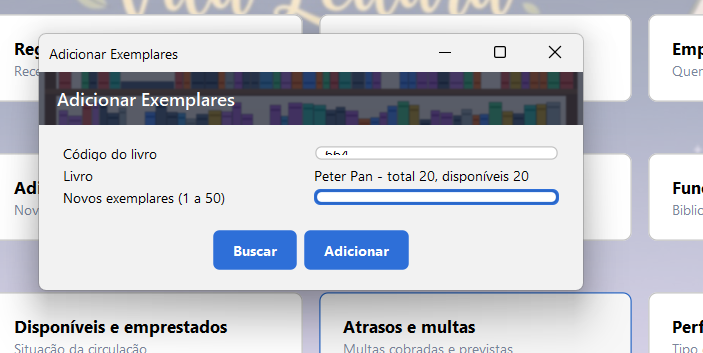 Vita Leitura
Adicionar Exemplares
Adicionar Exemplares
Código do livro
Livro Peter Pan - total 20, disponíveis 20
Novos exemplares (1 a 50)
Buscar Adicionar
Disponíveis e emprestados Atrasos e multas Perf
Situação da circulação Multas cobradas e previstas Tipo
Reg
Rece
Emp
Quer
Adi
Nov
Fun
Biblio